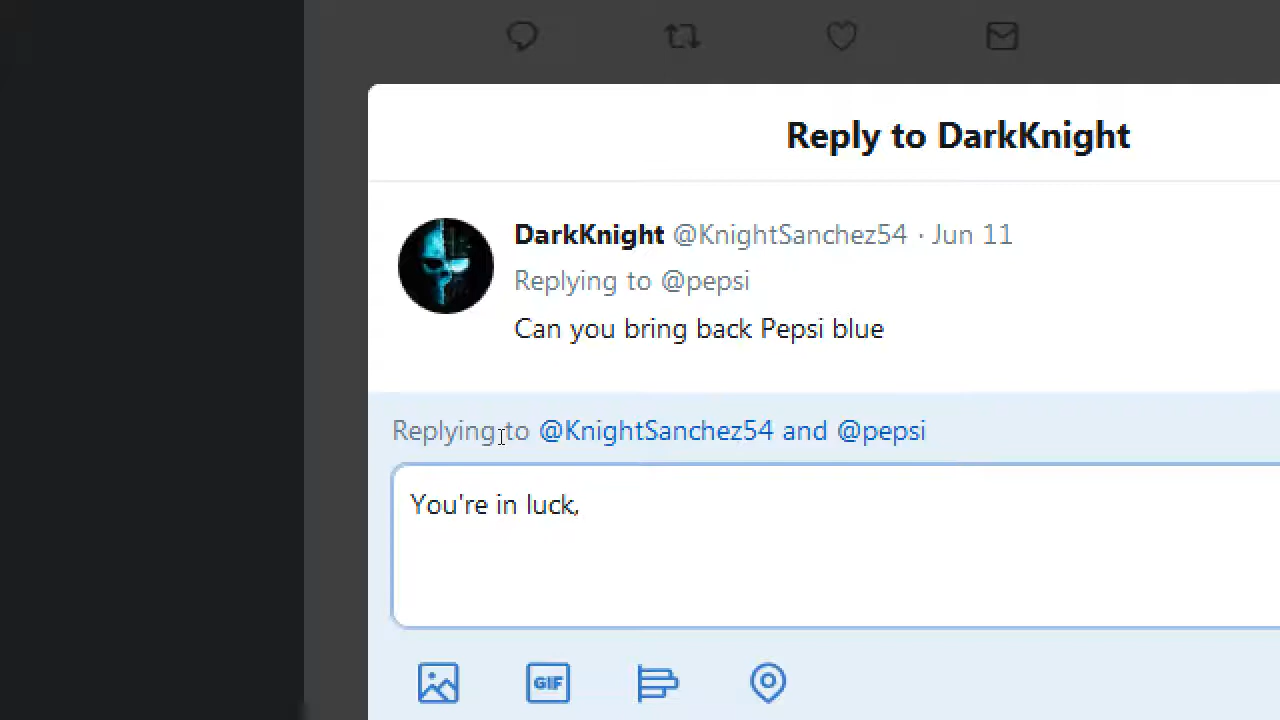 Reply to DarkKnight
DarkKnight @KnightSanchez54 · Jun 11
Replying to @pepsi
Can you bring back Pepsi blue
Replying to @KnightSanchez54 and @pepsi
You're in luck,
GIF